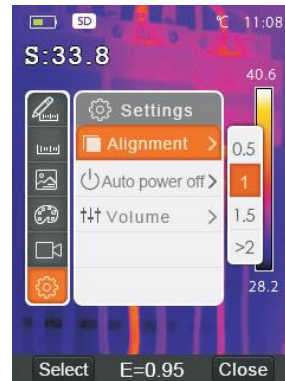 SD ℃ 11:08
S:33.8
40.6
Settings
Alignment >
Auto power off >
Volume >
0.5
1
1.5
>2
28.2
Select E=0.95 Close